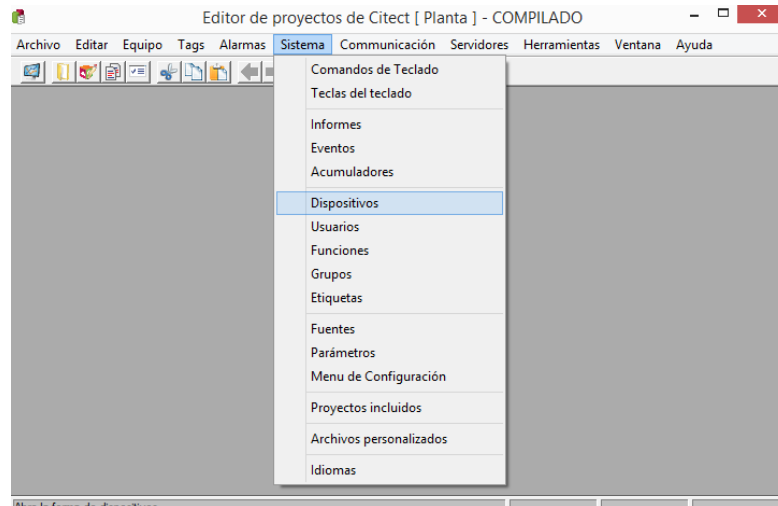 Editor de proyectos de Citect [ Planta ] - COMPILADO
Archivo Editar Equipo Tags Alarmas Sistema Communicación Servidores Herramientas Ventana Ayuda
Comandos de Teclado
Teclas del teclado
Informes
Eventos
Acumuladores
Dispositivos
Usuarios
Funciones
Grupos
Etiquetas
Fuentes
Parámetros
Menu de Configuración
Proyectos incluidos
Archivos personalizados
Idiomas